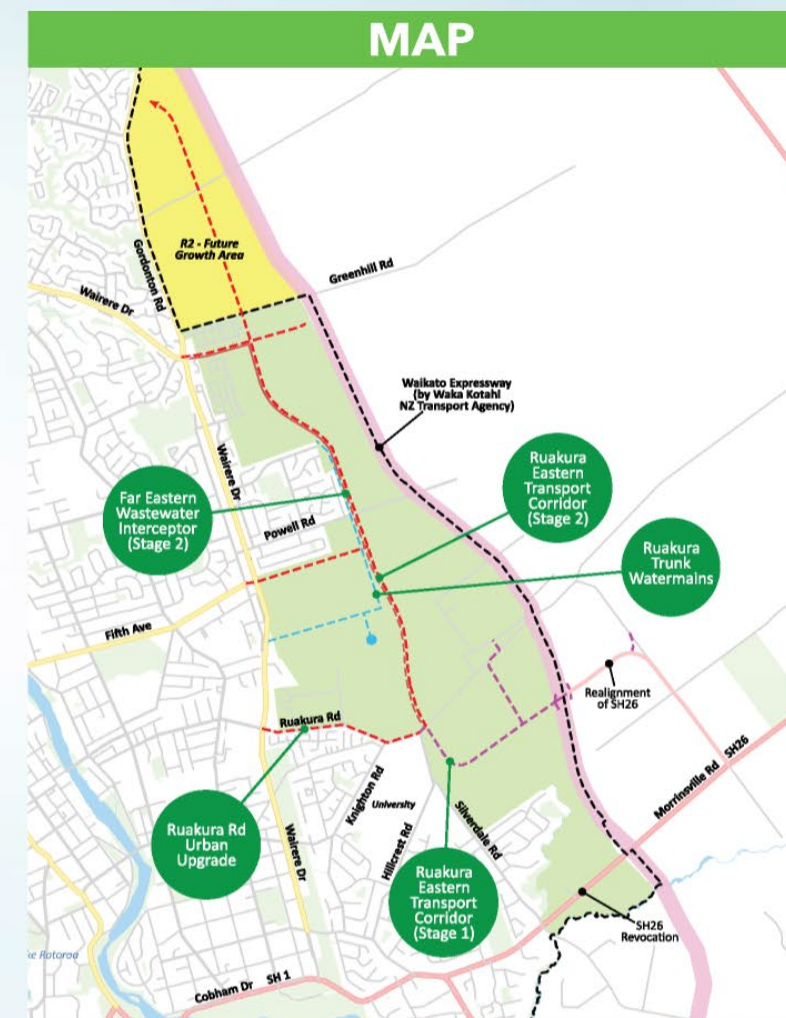 MAP
R2 - Future
Growth Area
Gordonton Rd
Greenhill Rd
Wairere Dr
Waikato Expressway
(by Waka Kotahi
NZ Transport Agency)
Wairere Dr
Ruakura
Eastern
Transport
Corridor
(Stage 2)
Far Eastern
Wastewater
Interceptor
(Stage 2)
Powell Rd
Ruakura
Trunk
Watermains
Fifth Ave
Realignment
of SH26
Ruakura Rd
Morrinsville Rd SH26
Knighton Rd
University
Silverdale Rd
Hillcrest Rd
Wairere Dr
Ruakura Rd
Urban
Upgrade
Ruakura
Eastern
Transport
Corridor
(Stage 1)
SH26
Revocation
ke Rotoroa
Cobham Dr SH 1